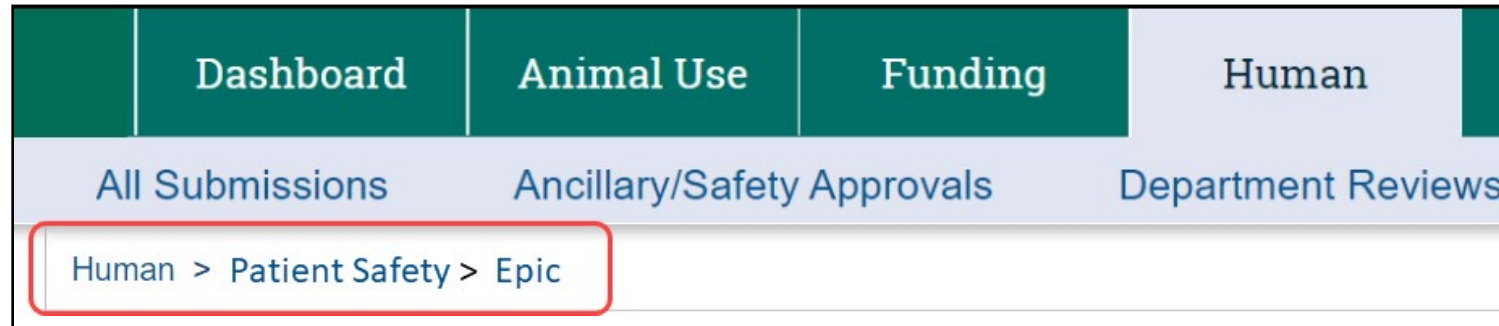 Dashboard Animal Use Funding Human
All Submissions Ancillary/Safety Approvals Department Reviews
Human > Patient Safety > Epic